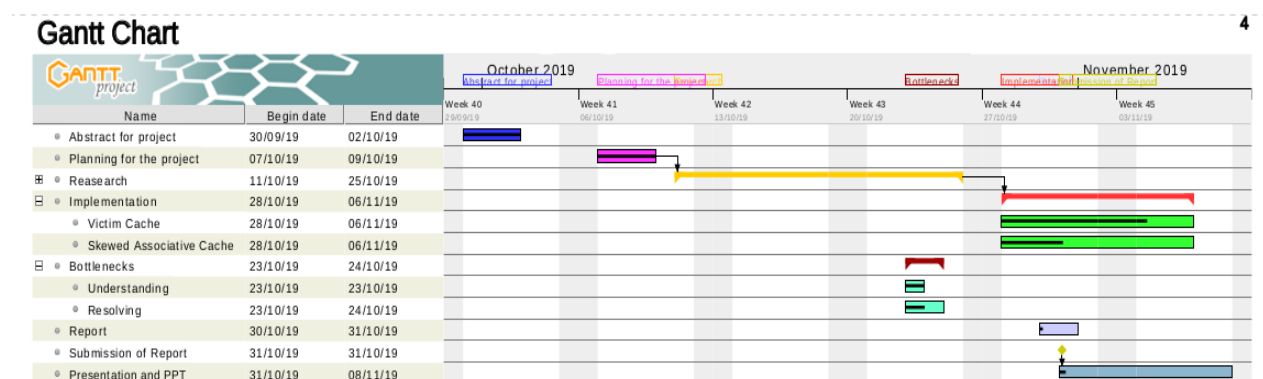 4
Gantt Chart
GANTT
project
October 2019 November 2019
Abstract for project Planning for the Bottlenecks
Week 40 Week 41 Week 42 Week 43 Week 44 Week 45
29/09/19 06/10/19 13/10/19 20/10/19 27/10/19 03/11/19
Name Begin date End date
Abstract for project 30/09/19 02/10/19
Planning for the project 07/10/19 09/10/19
Reasearch 11/10/19 25/10/19
Implementation 28/10/19 06/11/19
Victim Cache 28/10/19 06/11/19
Skewed Associative Cache 28/10/19 06/11/19
Bottlenecks 23/10/19 24/10/19
Understanding 23/10/19 23/10/19
Resolving 23/10/19 24/10/19
Report 30/10/19 31/10/19
Submission of Report 31/10/19 31/10/19
Presentation and PPT 31/10/19 08/11/19